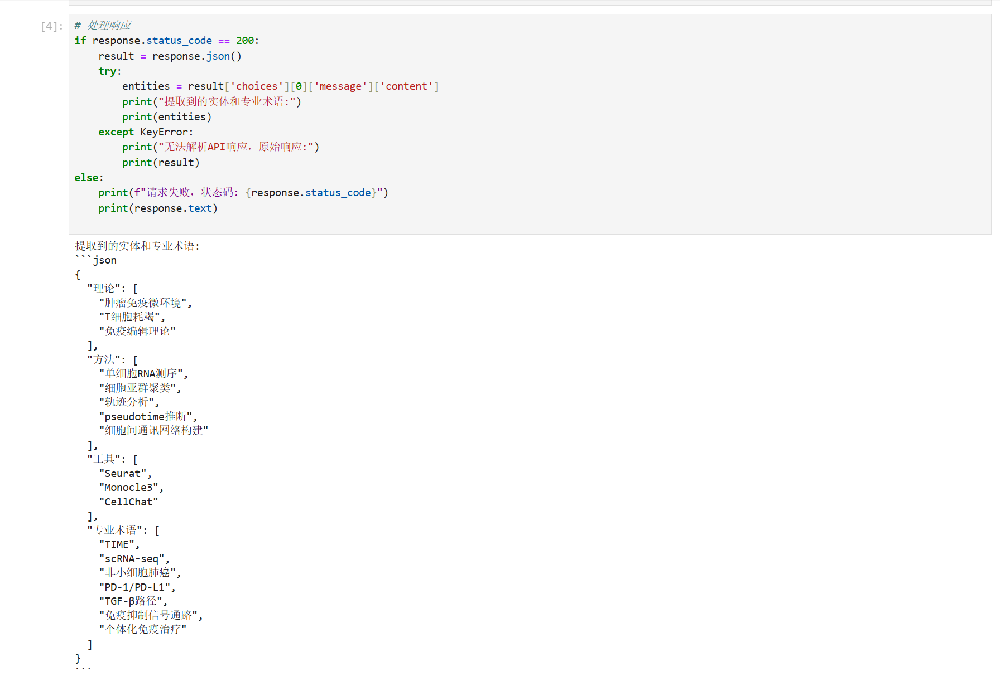 [4]:
# 处理响应
if response.status_code == 200:
    result = response.json()
    try:
        entities = result['choices'][0]['message']['content']
        print("提取到的实体和专业术语:")
        print(entities)
    except KeyError:
        print("无法解析API响应，原始响应:")
        print(result)
else:
    print(f"请求失败，状态码: {response.status_code}")
    print(response.text)
提取到的实体和专业术语:
```json
{
  "理论": [
    "肿瘤免疫微环境",
    "T细胞耗竭",
    "免疫编辑理论"
  ],
  "方法": [
    "单细胞RNA测序",
    "细胞亚群聚类",
    "轨迹分析",
    "pseudotime推断",
    "细胞间通讯网络构建"
  ],
  "工具": [
    "Seurat",
    "Monocle3",
    "CellChat"
  ],
  "专业术语": [
    "TIME",
    "scRNA-seq",
    "非小细胞肺癌",
    "PD-1/PD-L1",
    "TGF-β路径",
    "免疫抑制信号通路",
    "个体化免疫治疗"
  ]
}
```